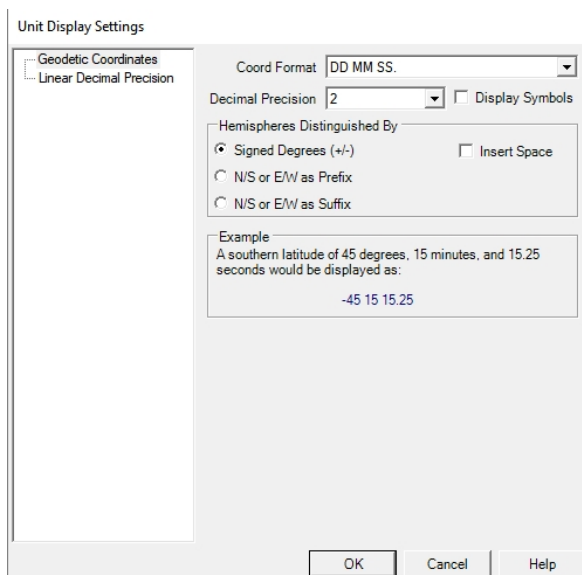 Unit Display Settings
Geodetic Coordinates
Linear Decimal Precision
Coord Format DD MM SS.
Decimal Precision 2 Display Symbols
Hemispheres Distinguished By
Signed Degrees (+/-) Insert Space
N/S or E/W as Prefix
N/S or E/W as Suffix
Example
A southern latitude of 45 degrees, 15 minutes, and 15.25
seconds would be displayed as:
-45 15 15.25
OK Cancel Help